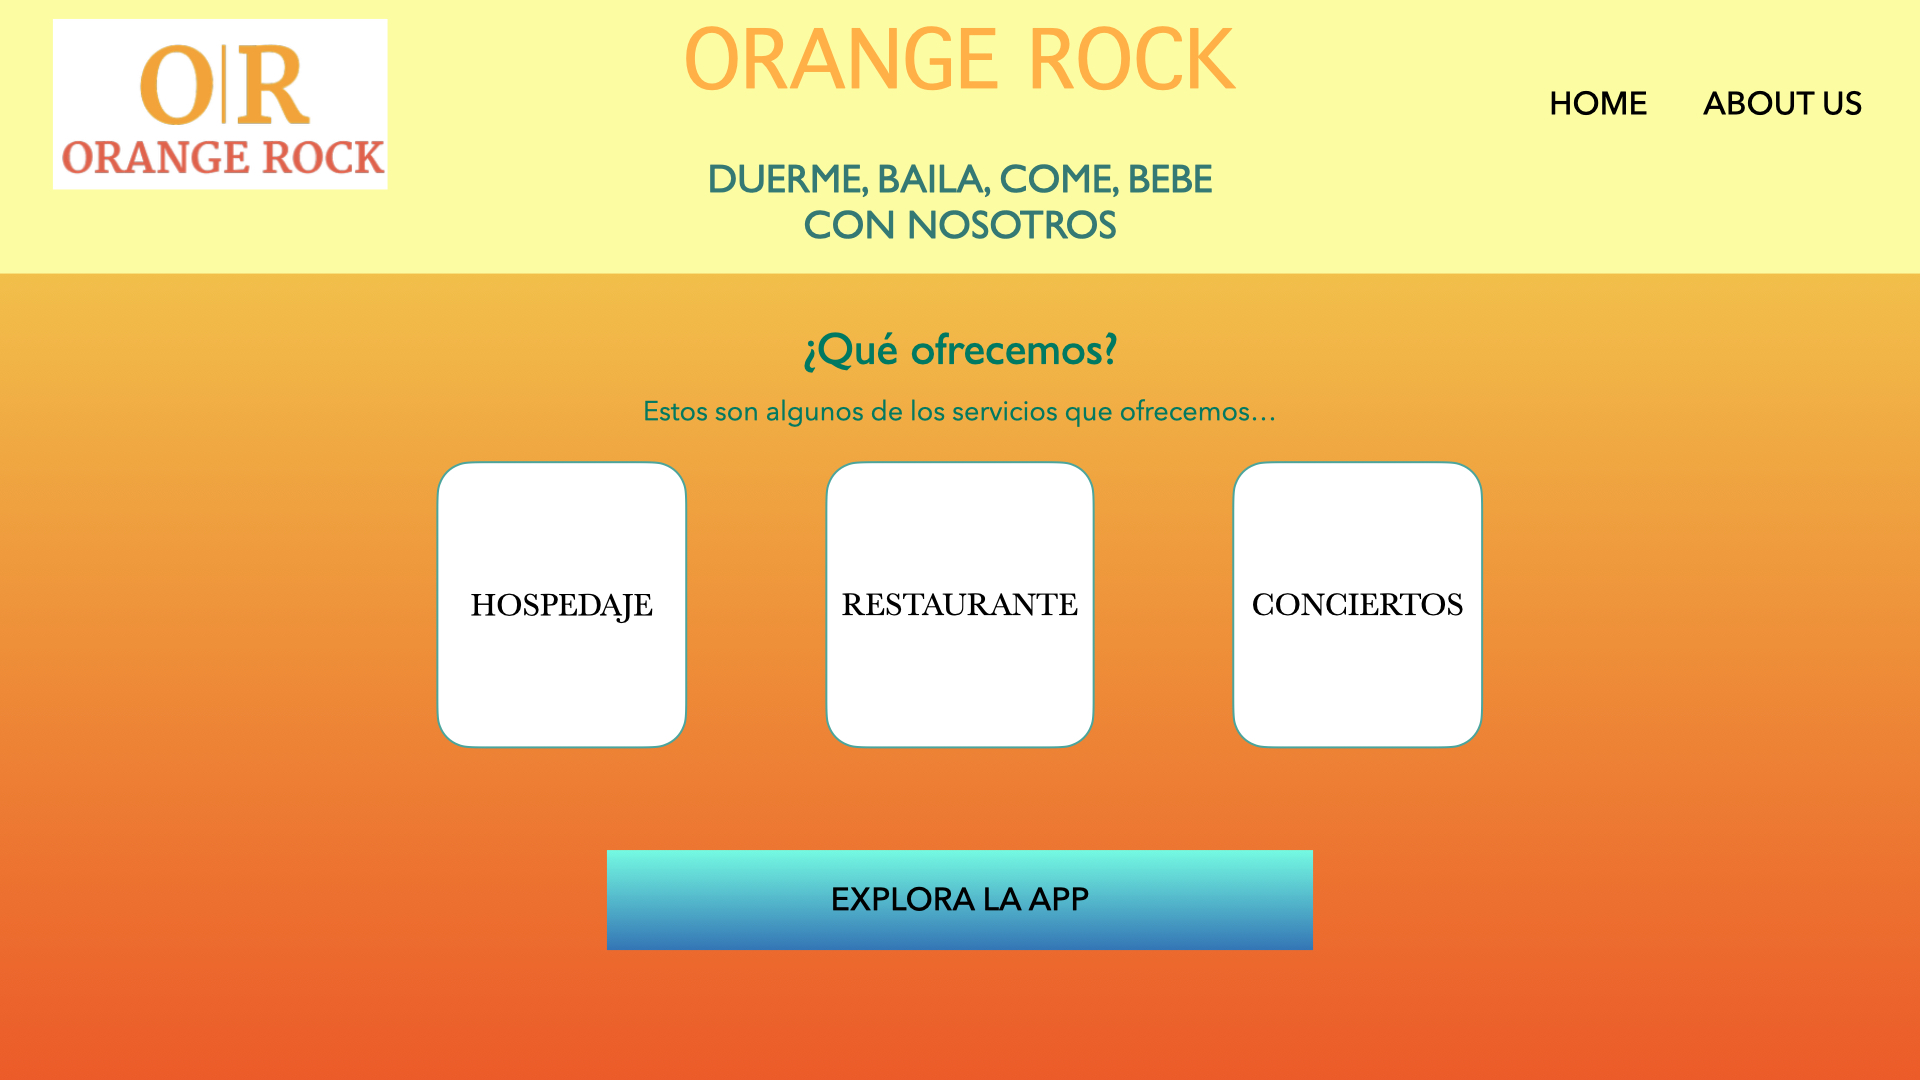 O|R
ORANGE ROCK
ORANGE ROCK
HOME
ABOUT US
DUERME, BAILA, COME, BEBE
CON NOSOTROS
¿Qué ofrecemos?
Estos son algunos de los servicios que ofrecemos…
HOSPEDAJE
RESTAURANTE
CONCIERTOS
EXPLORA LA APP